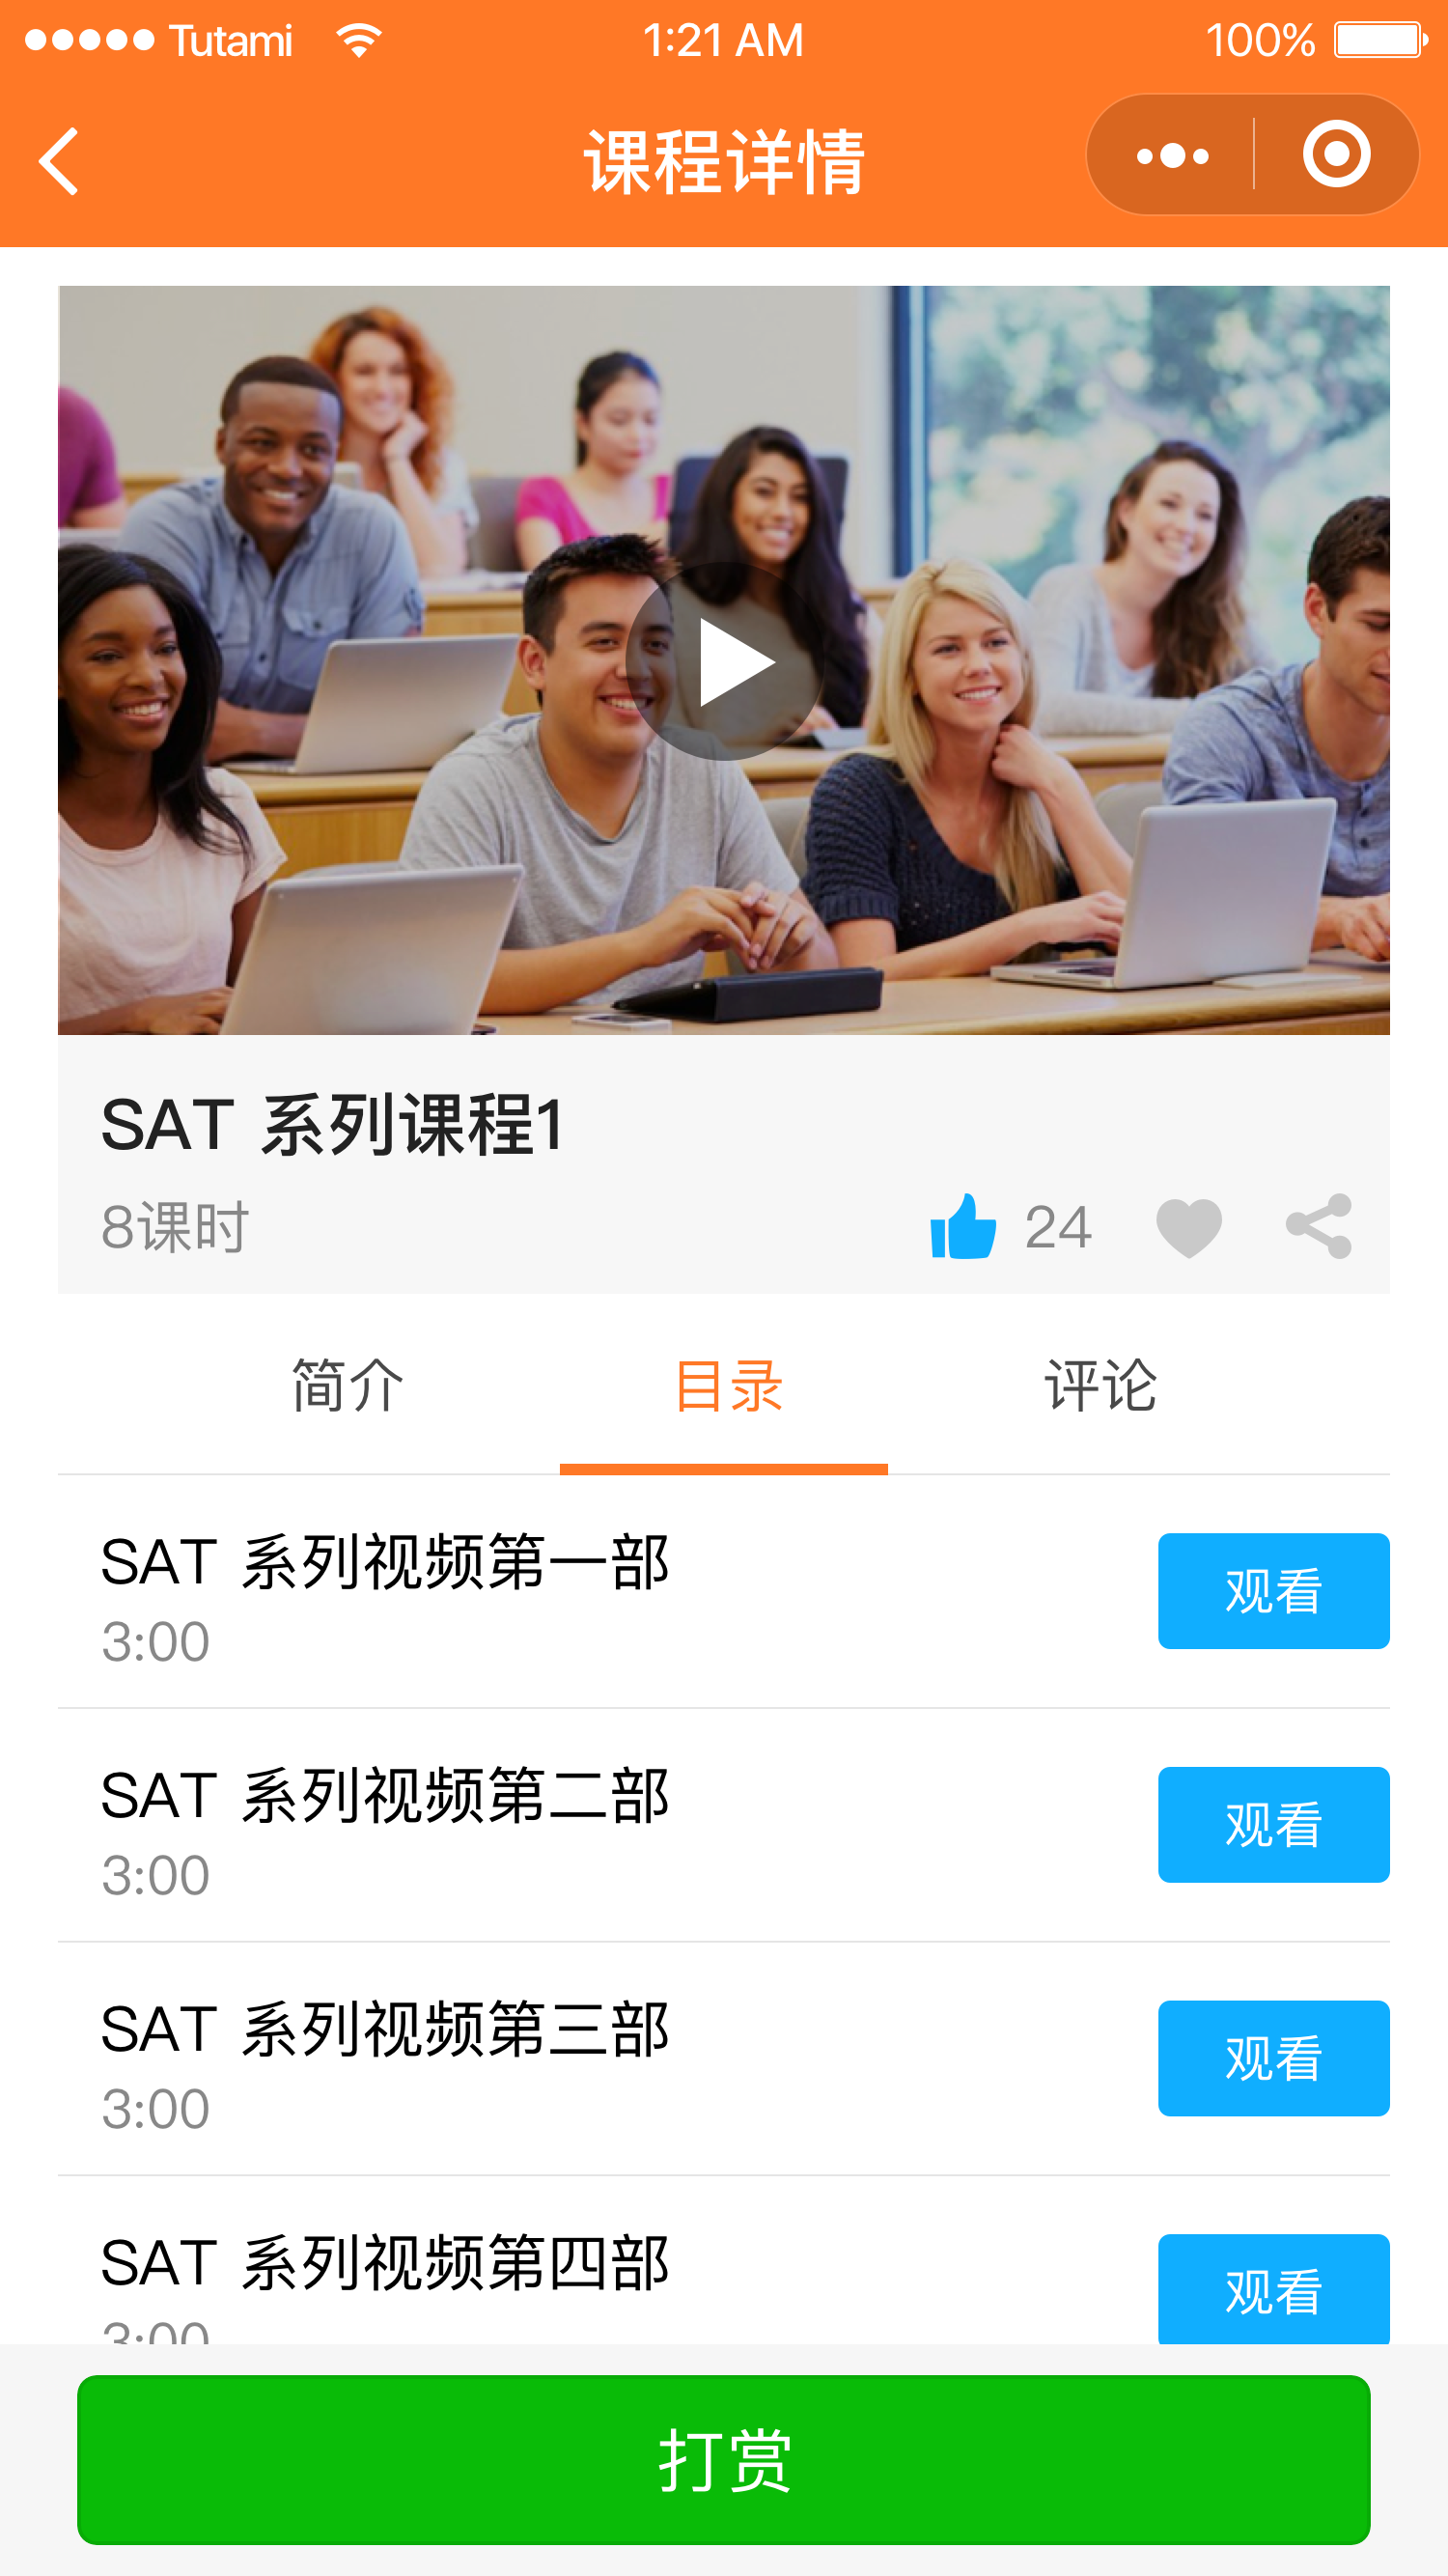 Tutami 1:21 AM 100%
课程详情
SAT 系列课程1
8课时 24
简介 目录 评论
SAT 系列视频第一部
3:00
观看
SAT 系列视频第二部
3:00
观看
SAT 系列视频第三部
3:00
观看
SAT 系列视频第四部
3:00
观看
打赏